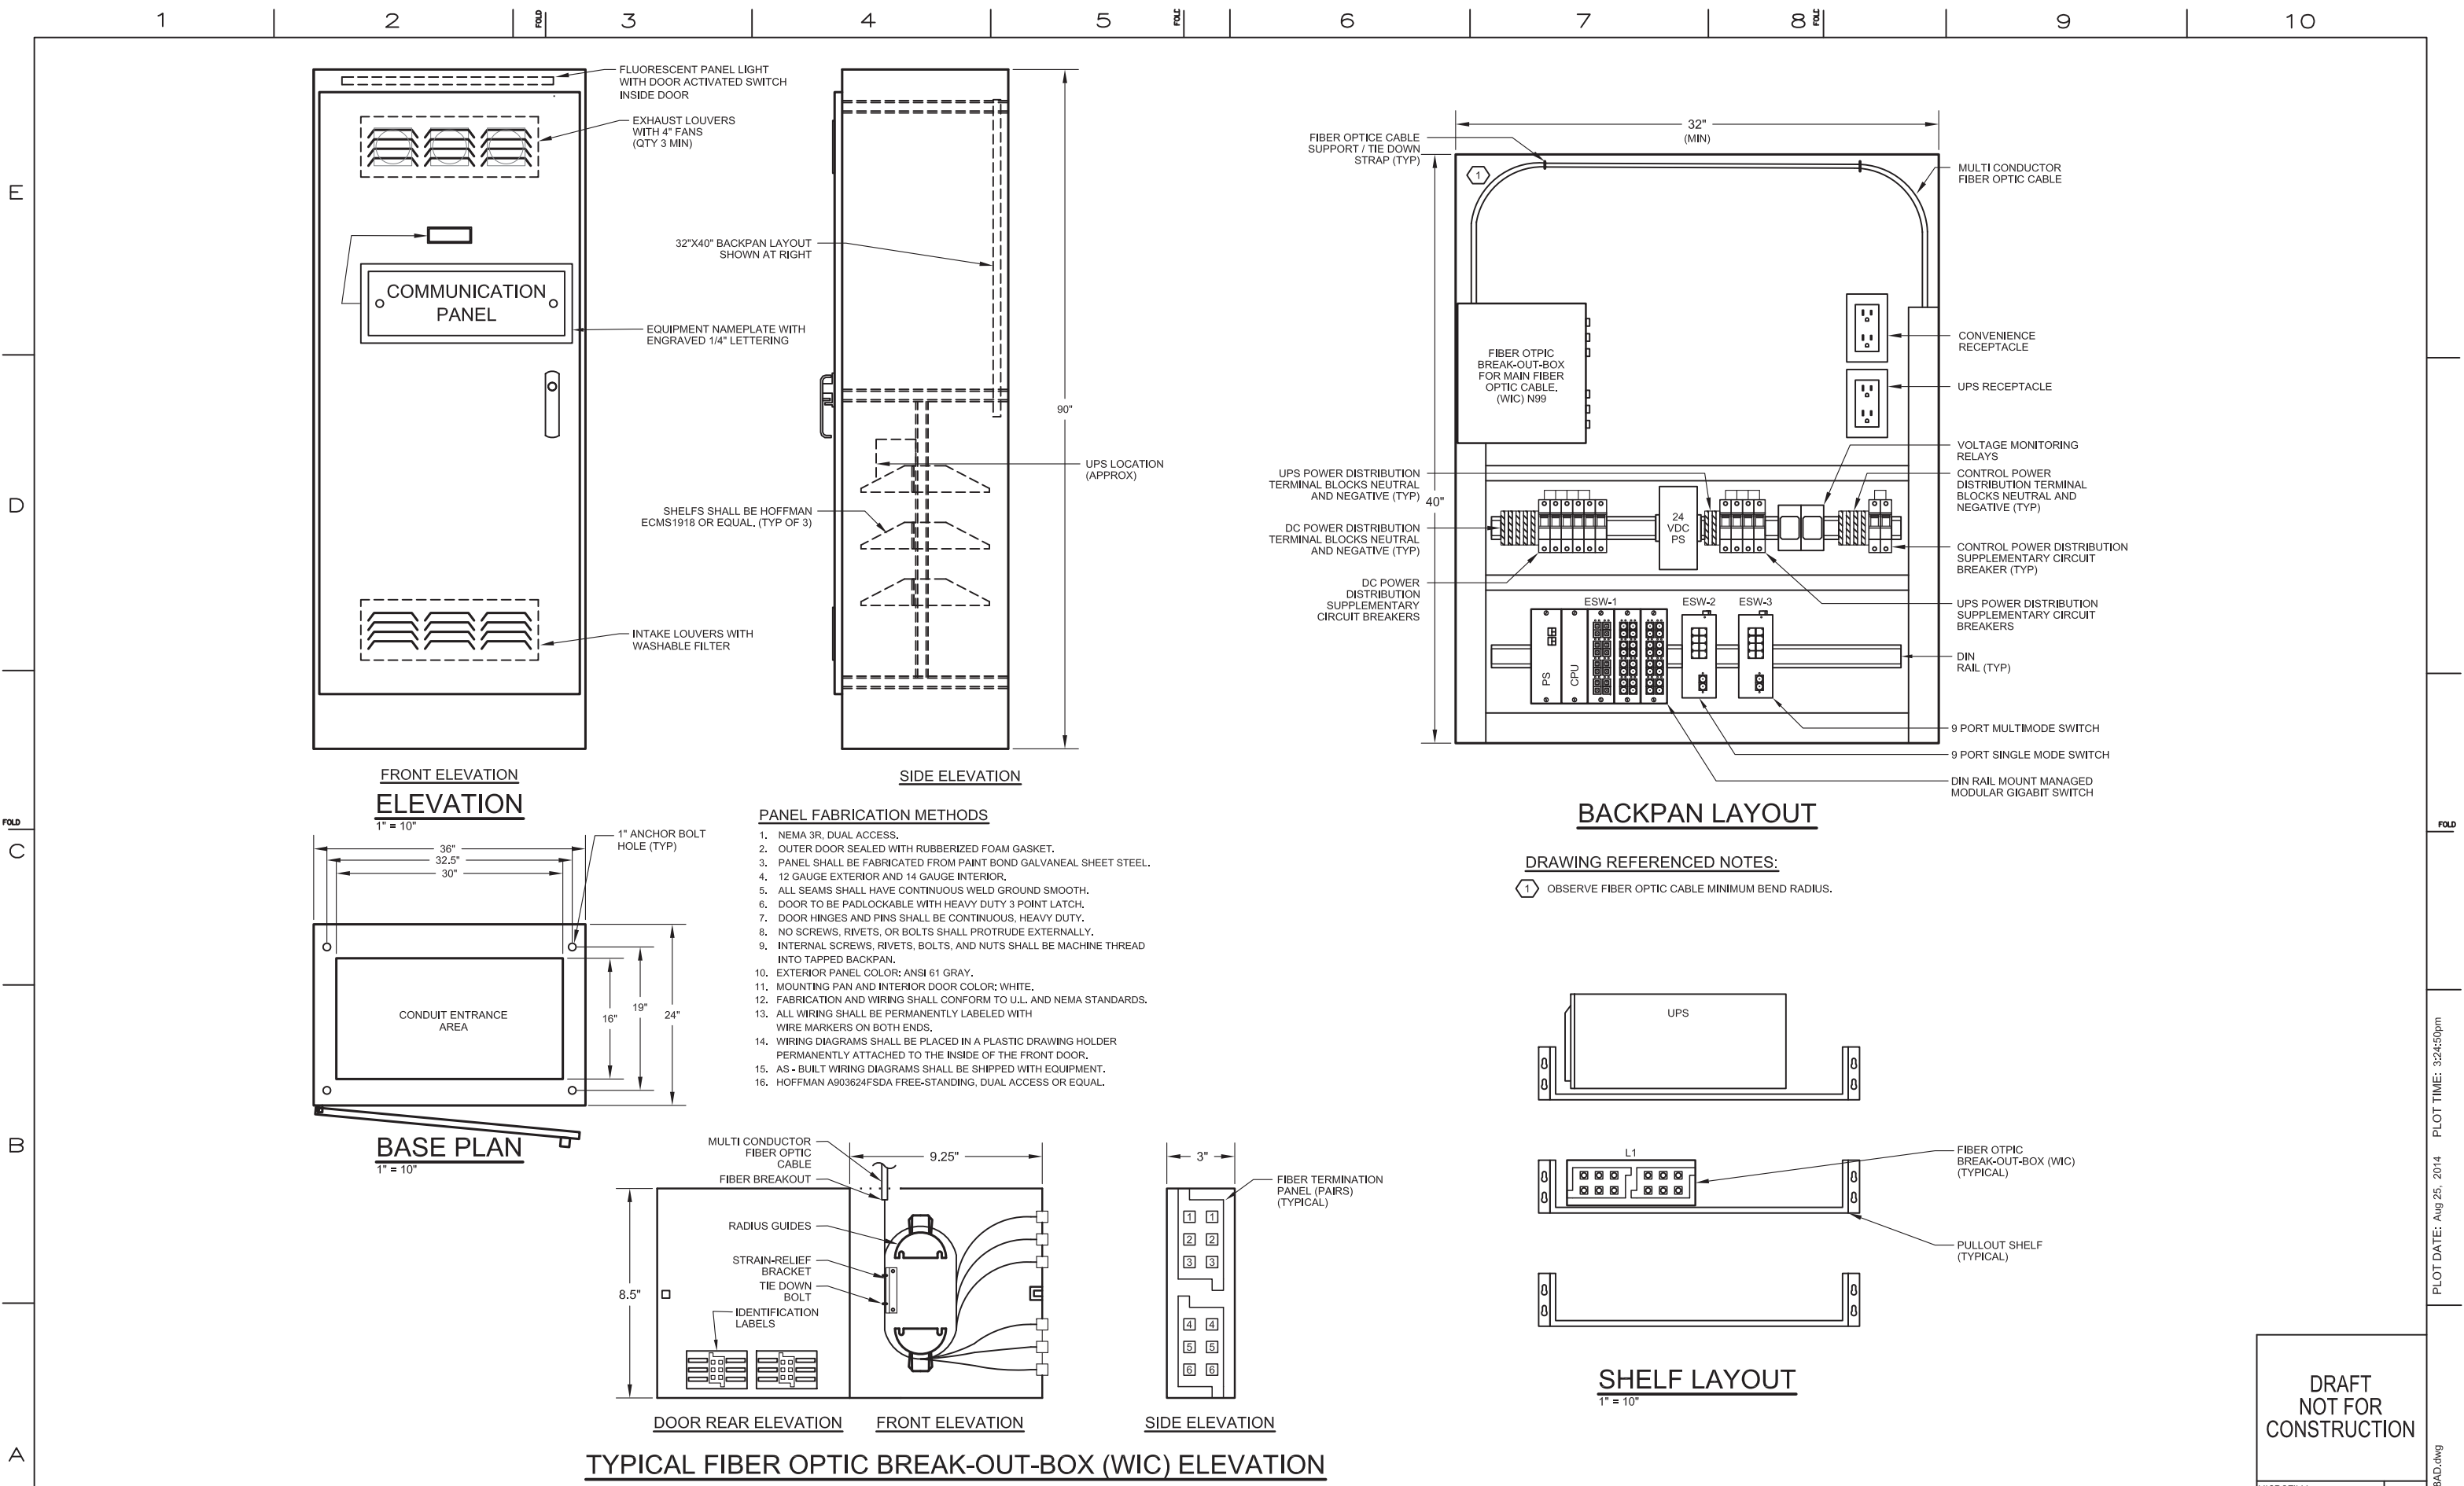 1 2 FOLD 3 4 5 FOLD 6 7 8 FOLD 9 10
E
D
FOLD
C
B
A
FLUORESCENT PANEL LIGHT
WITH DOOR ACTIVATED SWITCH
INSIDE DOOR
EXHAUST LOUVERS
WITH 4" FANS
(QTY 3 MIN)
COMMUNICATION
PANEL
32"X40" BACKPAN LAYOUT
SHOWN AT RIGHT
EQUIPMENT NAMEPLATE WITH
ENGRAVED 1/4" LETTERING
90"
UPS LOCATION
(APPROX)
SHELFS SHALL BE HOFFMAN
ECMS1918 OR EQUAL. (TYP OF 3)
INTAKE LOUVERS WITH
WASHABLE FILTER
FRONT ELEVATION
ELEVATION
1" = 10"
SIDE ELEVATION
32"
(MIN)
FIBER OPTICE CABLE
SUPPORT / TIE DOWN
STRAP (TYP)
1
MULTI CONDUCTOR
FIBER OPTIC CABLE
CONVENIENCE
RECEPTACLE
FIBER OTPIC
BREAK-OUT-BOX
FOR MAIN FIBER
OPTIC CABLE.
(WIC) N99
UPS RECEPTACLE
VOLTAGE MONITORING
RELAYS
UPS POWER DISTRIBUTION
TERMINAL BLOCKS NEUTRAL
AND NEGATIVE (TYP)
40"
CONTROL POWER
DISTRIBUTION TERMINAL
BLOCKS NEUTRAL AND
NEGATIVE (TYP)
DC POWER DISTRIBUTION
TERMINAL BLOCKS NEUTRAL
AND NEGATIVE (TYP)
24
VDC
PS
CONTROL POWER DISTRIBUTION
SUPPLEMENTARY CIRCUIT
BREAKER (TYP)
DC POWER
DISTRIBUTION
SUPPLEMENTARY
CIRCUIT BREAKERS
ESW-1 ESW-2 ESW-3
UPS POWER DISTRIBUTION
SUPPLEMENTARY CIRCUIT
BREAKERS
PS
CPU
DIN
RAIL (TYP)
9 PORT MULTIMODE SWITCH
9 PORT SINGLE MODE SWITCH
DIN RAIL MOUNT MANAGED
MODULAR GIGABIT SWITCH
BACKPAN LAYOUT
DRAWING REFERENCED NOTES:
1 OBSERVE FIBER OPTIC CABLE MINIMUM BEND RADIUS.
1" ANCHOR BOLT
HOLE (TYP)
36"
32.5"
30"
CONDUIT ENTRANCE
AREA
16"
19"
24"
BASE PLAN
1" = 10"
PANEL FABRICATION METHODS
1. NEMA 3R, DUAL ACCESS.
2. OUTER DOOR SEALED WITH RUBBERIZED FOAM GASKET.
3. PANEL SHALL BE FABRICATED FROM PAINT BOND GALVANEAL SHEET STEEL.
4. 12 GAUGE EXTERIOR AND 14 GAUGE INTERIOR.
5. ALL SEAMS SHALL HAVE CONTINUOUS WELD GROUND SMOOTH.
6. DOOR TO BE PADLOCKABLE WITH HEAVY DUTY 3 POINT LATCH.
7. DOOR HINGES AND PINS SHALL BE CONTINUOUS, HEAVY DUTY.
8. NO SCREWS, RIVETS, OR BOLTS SHALL PROTRUDE EXTERNALLY.
9. INTERNAL SCREWS, RIVETS, BOLTS, AND NUTS SHALL BE MACHINE THREAD
INTO TAPPED BACKPAN.
10. EXTERIOR PANEL COLOR: ANSI 61 GRAY.
11. MOUNTING PAN AND INTERIOR DOOR COLOR: WHITE.
12. FABRICATION AND WIRING SHALL CONFORM TO U.L. AND NEMA STANDARDS.
13. ALL WIRING SHALL BE PERMANENTLY LABELED WITH
WIRE MARKERS ON BOTH ENDS.
14. WIRING DIAGRAMS SHALL BE PLACED IN A PLASTIC DRAWING HOLDER
PERMANENTLY ATTACHED TO THE INSIDE OF THE FRONT DOOR.
15. AS - BUILT WIRING DIAGRAMS SHALL BE SHIPPED WITH EQUIPMENT.
16. HOFFMAN A903624FSDA FREE-STANDING, DUAL ACCESS OR EQUAL.
MULTI CONDUCTOR
FIBER OPTIC
CABLE
FIBER BREAKOUT
9.25"
RADIUS GUIDES
STRAIN-RELIEF
BRACKET
TIE DOWN
BOLT
8.5"
IDENTIFICATION
LABELS
3"
FIBER TERMINATION
PANEL (PAIRS)
(TYPICAL)
1 1
2 2
3 3
4 4
5 5
6 6
DOOR REAR ELEVATION
FRONT ELEVATION
SIDE ELEVATION
TYPICAL FIBER OPTIC BREAK-OUT-BOX (WIC) ELEVATION
UPS
L1
FIBER OTPIC
BREAK-OUT-BOX (WIC)
(TYPICAL)
PULLOUT SHELF
(TYPICAL)
SHELF LAYOUT
1" = 10"
FOLD
PLOT DATE: Aug 25, 2014 PLOT TIME: 3:24:50pm
BAD.dwg
DRAFT
NOT FOR
CONSTRUCTION